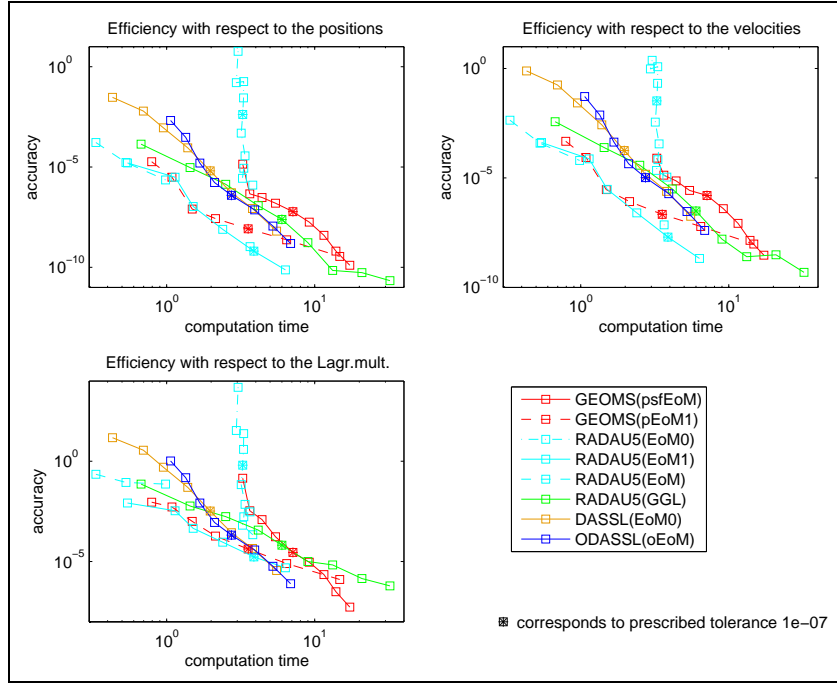 Efficiency with respect to the positions
10^0
10^−5
10^−10
accuracy
10^0
10^1
computation time
Efficiency with respect to the velocities
10^0
10^−5
10^−10
accuracy
10^0
10^1
computation time
Efficiency with respect to the Lagr.mult.
10^0
10^−5
accuracy
10^0
10^1
computation time
GEOMS(psfEoM)
GEOMS(pEoM1)
RADAU5(EoM0)
RADAU5(EoM1)
RADAU5(EoM)
RADAU5(GGL)
DASSL(EoM0)
ODASSL(oEoM)
corresponds to prescribed tolerance 1e−07